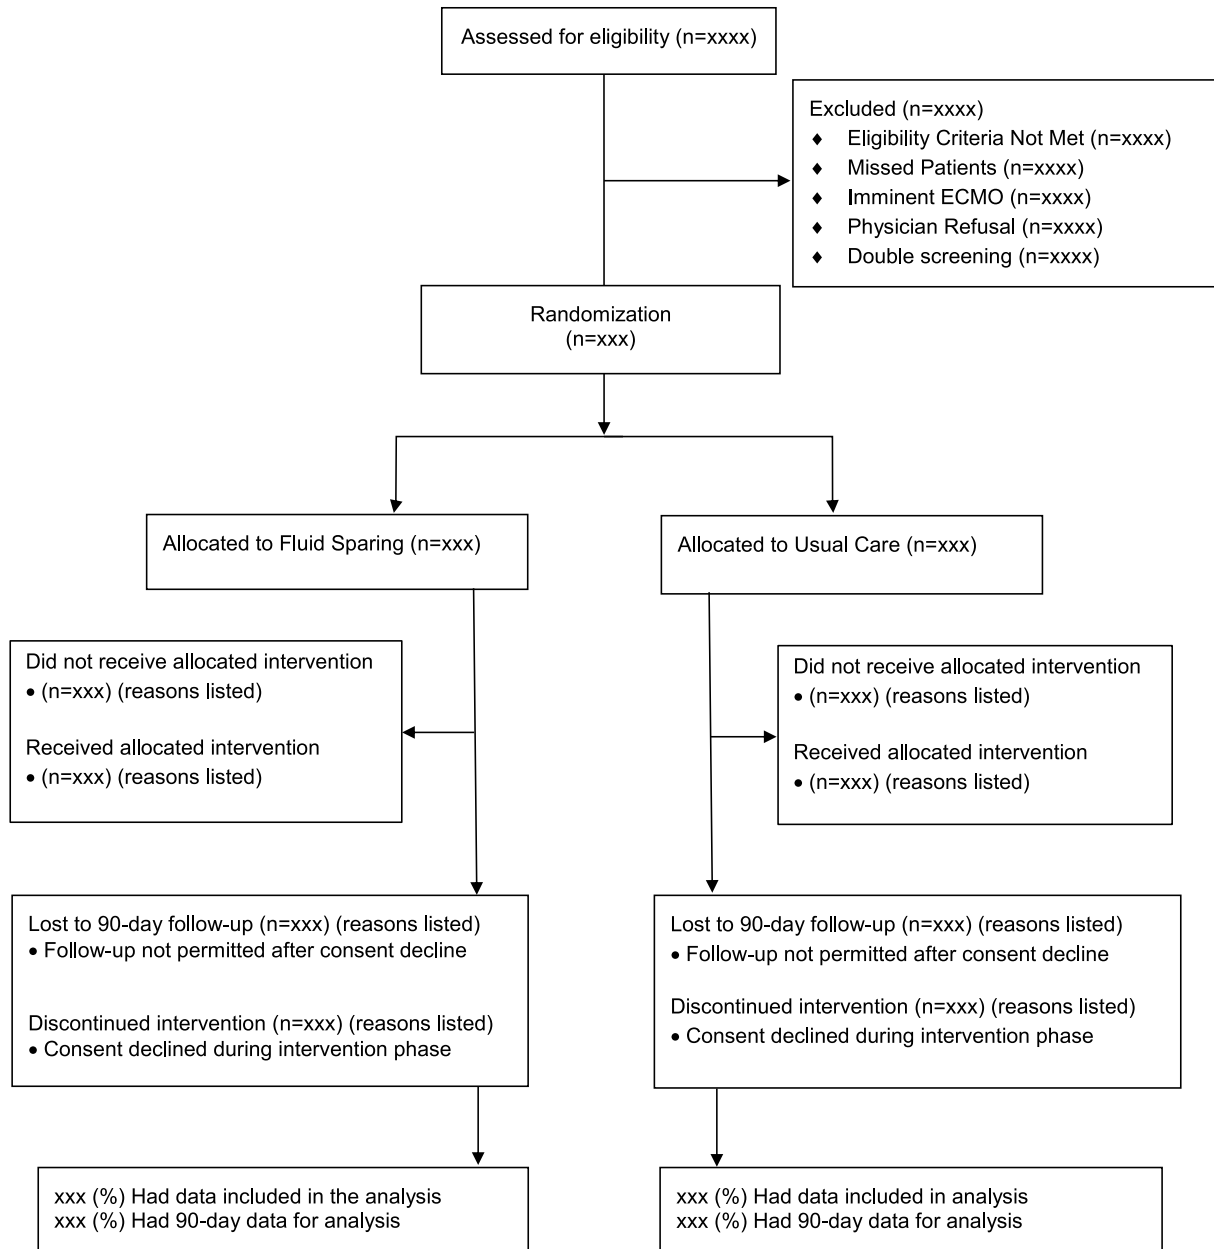 Assessed for eligibility (n=xxxx)
Excluded (n=xxxx)
♦ Eligibility Criteria Not Met (n=xxxx)
♦ Missed Patients (n=xxxx)
♦ Imminent ECMO (n=xxxx)
♦ Physician Refusal (n=xxxx)
♦ Double screening (n=xxxx)
Randomization
(n=xxx)
Allocated to Fluid Sparing (n=xxx)
Allocated to Usual Care (n=xxx)
Did not receive allocated intervention
• (n=xxx) (reasons listed)
Received allocated intervention
• (n=xxx) (reasons listed)
Did not receive allocated intervention
• (n=xxx) (reasons listed)
Received allocated intervention
• (n=xxx) (reasons listed)
Lost to 90-day follow-up (n=xxx) (reasons listed)
• Follow-up not permitted after consent decline
Discontinued intervention (n=xxx) (reasons listed)
• Consent declined during intervention phase
Lost to 90-day follow-up (n=xxx) (reasons listed)
• Follow-up not permitted after consent decline
Discontinued intervention (n=xxx) (reasons listed)
• Consent declined during intervention phase
xxx (%) Had data included in the analysis
xxx (%) Had 90-day data for analysis
xxx (%) Had data included in analysis
xxx (%) Had 90-day data for analysis